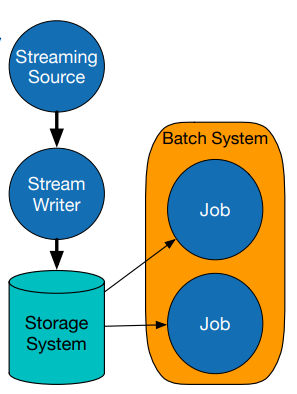 Streaming
Source
Batch System
Stream
Writer
Job
Storage
System
Job